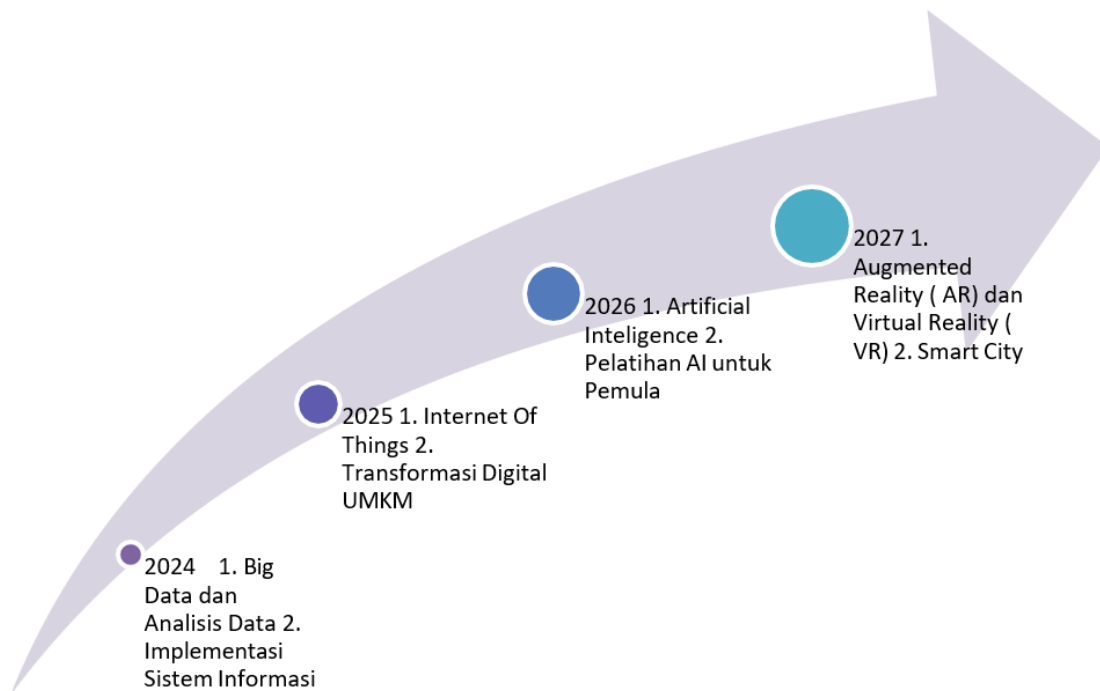 2027 1.
Augmented
Reality ( AR) dan
Virtual Reality (
VR) 2. Smart City
2026 1. Artificial
Inteligence 2.
Pelatihan AI untuk
Pemula
2025 1. Internet Of
Things 2.
Transformasi Digital
UMKM
2024 1. Big
Data dan
Analisis Data 2.
Implementasi
Sistem Informasi